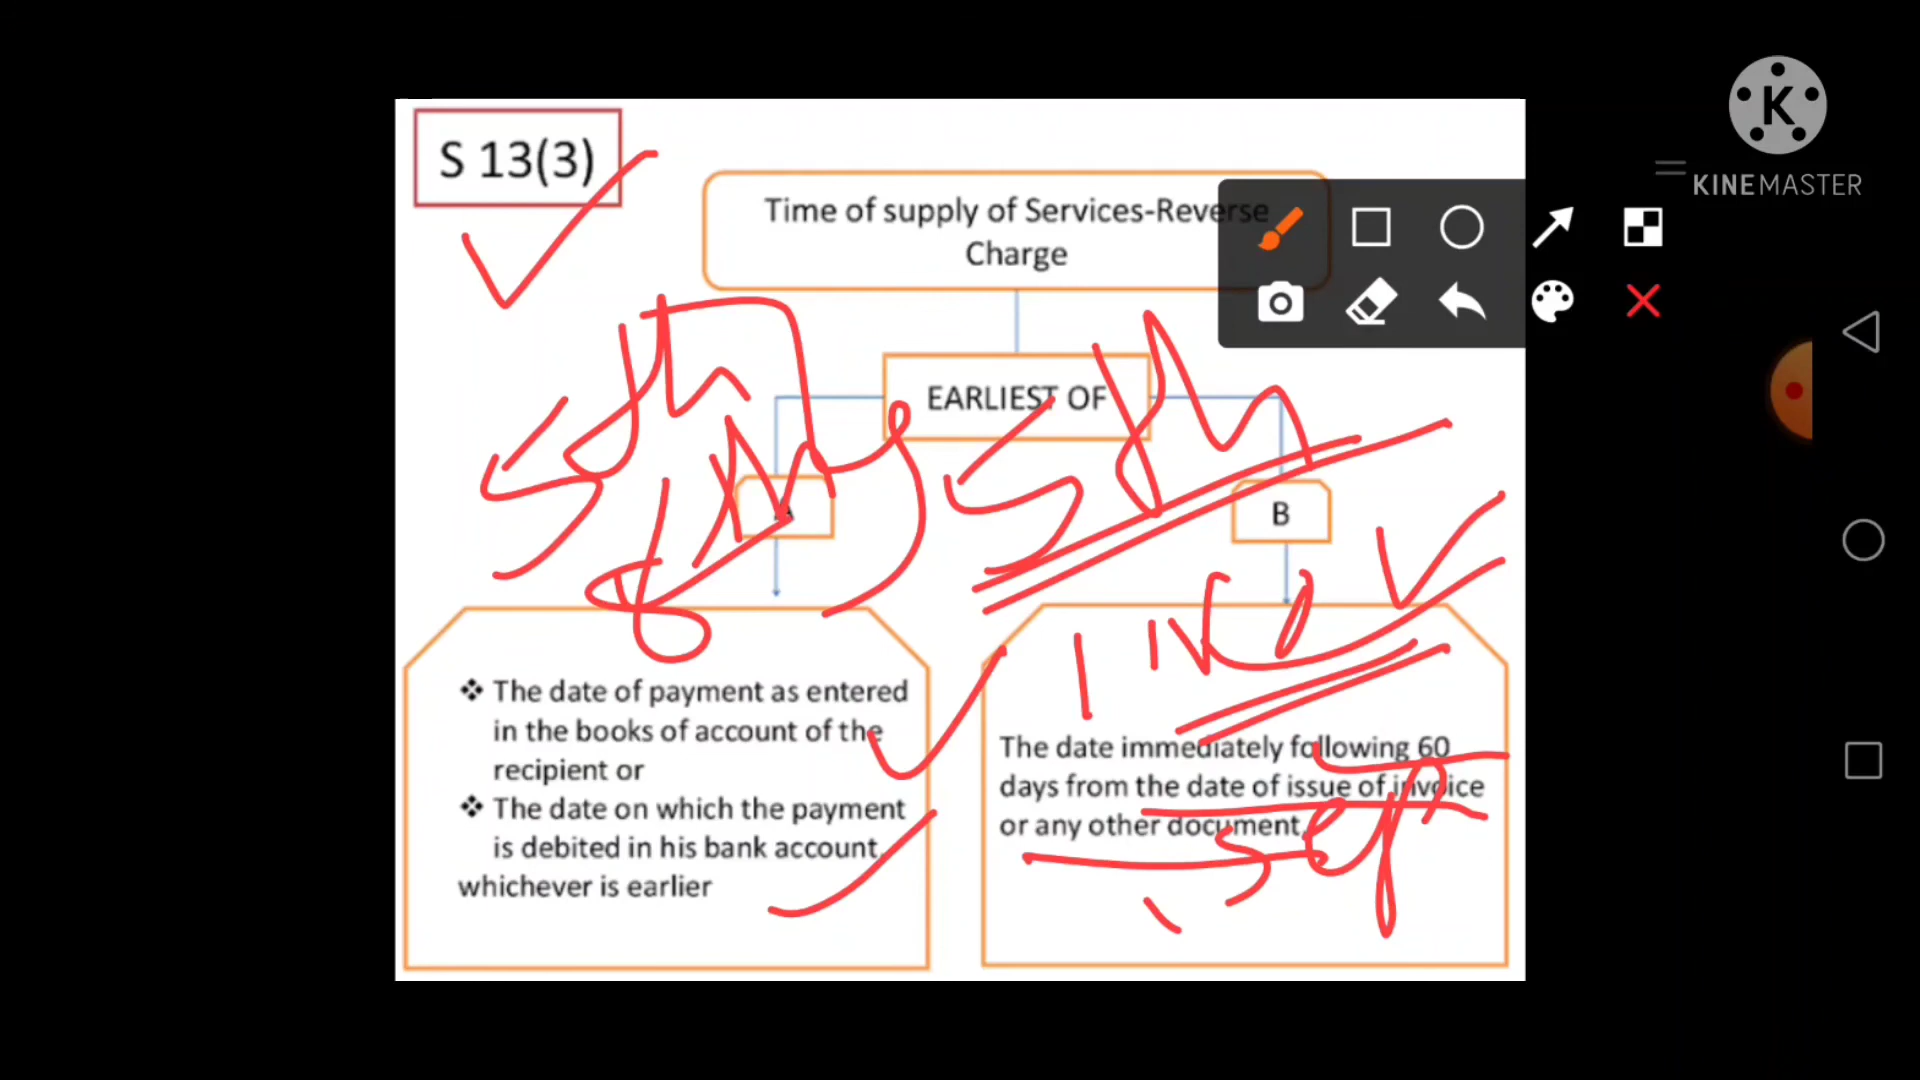 S 13(3)
KINEMASTER
Time of supply of Services-Reverse
Charge
EARLIEST OF
B
❖ The date of payment as entered
in the books of account of the
recipient or
❖ The date on which the payment
is debited in his bank account,
whichever is earlier
The date immediately following 60
days from the date of issue of invoice
or any other document.